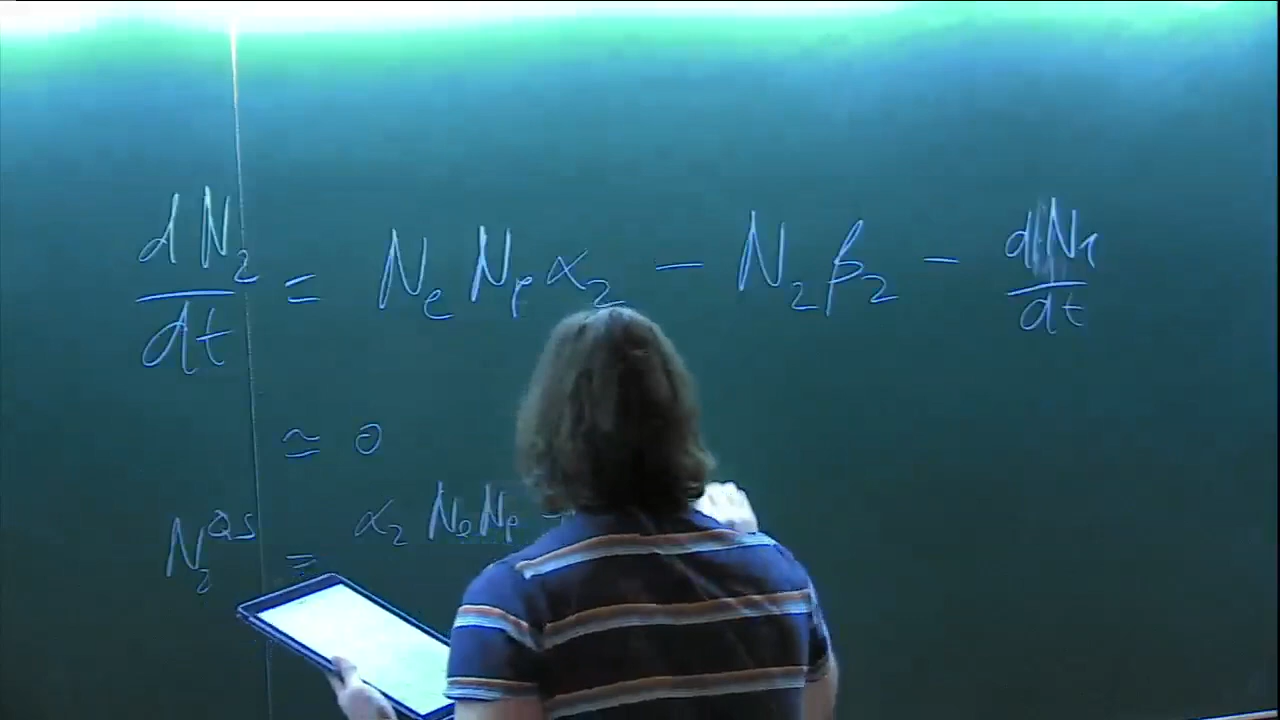 dN₂/dt = NₑNₚα₂ − N₂β₂ − dN₁/dt
≃ 0
N₂^QS = α₂ NₑNₚ